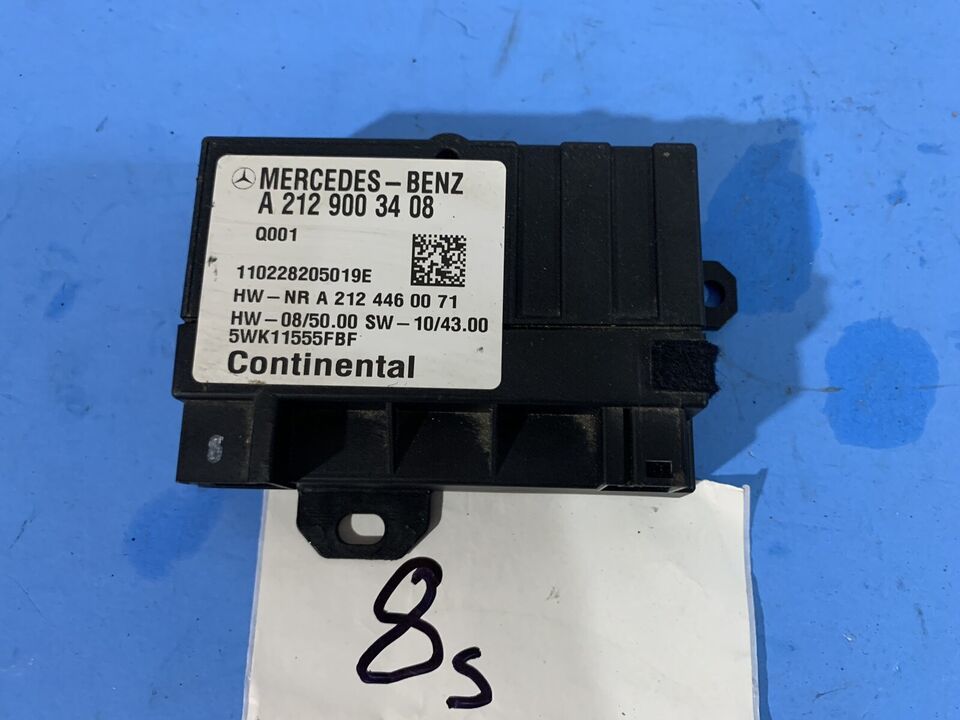 MERCEDES-BENZ
A 212 900 34 08
Q001
110228205019E
HW-NR A 212 446 00 71
HW-08/50.00 SW-10/43.00
5WK11555FBF
Continental
8s